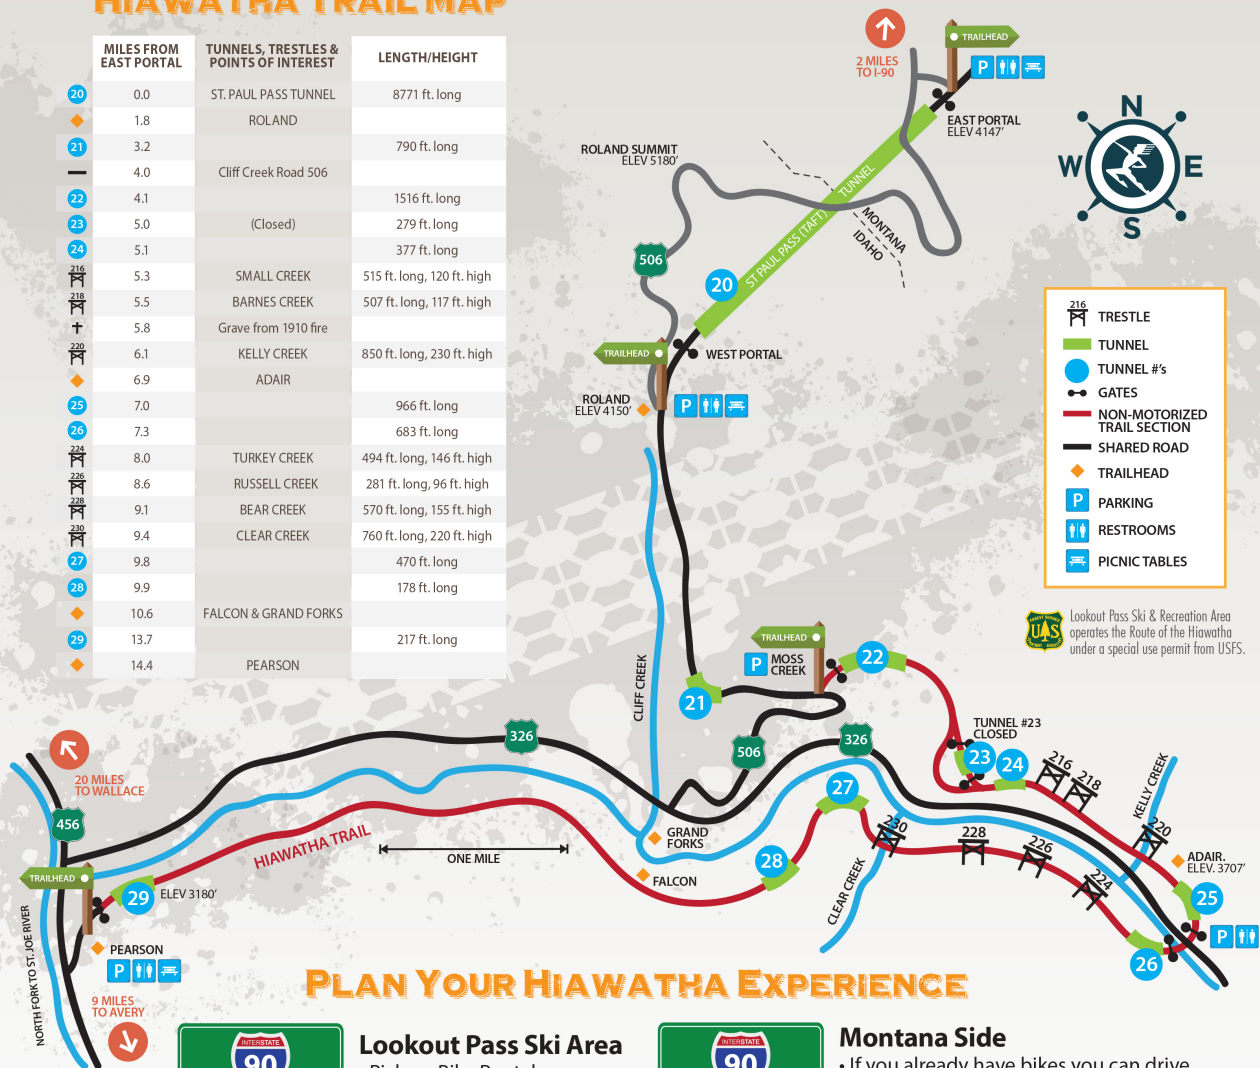 HIAWATHA TRAIL MAP
MILES FROM EAST PORTAL TUNNELS, TRESTLES & POINTS OF INTEREST LENGTH/HEIGHT
20 0.0 ST. PAUL PASS TUNNEL 8771 ft. long
1.8 ROLAND
21 3.2 790 ft. long
4.0 Cliff Creek Road 506
22 4.1 1516 ft. long
23 5.0 (Closed) 279 ft. long
24 5.1 377 ft. long
216 5.3 SMALL CREEK 515 ft. long, 120 ft. high
218 5.5 BARNES CREEK 507 ft. long, 117 ft. high
5.8 Grave from 1910 fire
220 6.1 KELLY CREEK 850 ft. long, 230 ft. high
6.9 ADAIR
25 7.0 966 ft. long
26 7.3 683 ft. long
224 8.0 TURKEY CREEK 494 ft. long, 146 ft. high
226 8.6 RUSSELL CREEK 281 ft. long, 96 ft. high
228 9.1 BEAR CREEK 570 ft. long, 155 ft. high
230 9.4 CLEAR CREEK 760 ft. long, 220 ft. high
27 9.8 470 ft. long
28 9.9 178 ft. long
10.6 FALCON & GRAND FORKS
29 13.7 217 ft. long
14.4 PEARSON
2 MILES
TO I-90
TRAILHEAD
P
EAST PORTAL
ELEV 4147'
N
W E
S
ROLAND SUMMIT
ELEV 5180'
ST PAUL PASS (TAFT) TUNNEL
MONTANA
IDAHO
506
20
TRAILHEAD
WEST PORTAL
ROLAND
ELEV 4150'
P
216
TRESTLE
TUNNEL
TUNNEL #'s
GATES
NON-MOTORIZED
TRAIL SECTION
SHARED ROAD
TRAILHEAD
P PARKING
RESTROOMS
PICNIC TABLES
FOREST SERVICE
UAS
DEPARTMENT OF AGRICULTURE
Lookout Pass Ski & Recreation Area
operates the Route of the Hiawatha
under a special use permit from USFS.
CLIFF CREEK
TRAILHEAD
P MOSS
CREEK
22
21
326
506
326
TUNNEL #23
CLOSED
23
24
216
218
KELLY CREEK
220
ADAIR.
ELEV. 3707'
25
P
26
224
226
228
230
27
28
CLEAR CREEK
GRAND
FORKS
FALCON
ONE MILE
HIAWATHA TRAIL
20 MILES
TO WALLACE
456
TRAILHEAD
29
ELEV 3180'
PEARSON
P
NORTH FORK TO ST. JOE RIVER
9 MILES
TO AVERY
PLAN YOUR HIAWATHA EXPERIENCE
INTERSTATE
90
Lookout Pass Ski Area
INTERSTATE
90
Montana Side
• If you already have bikes you can drive